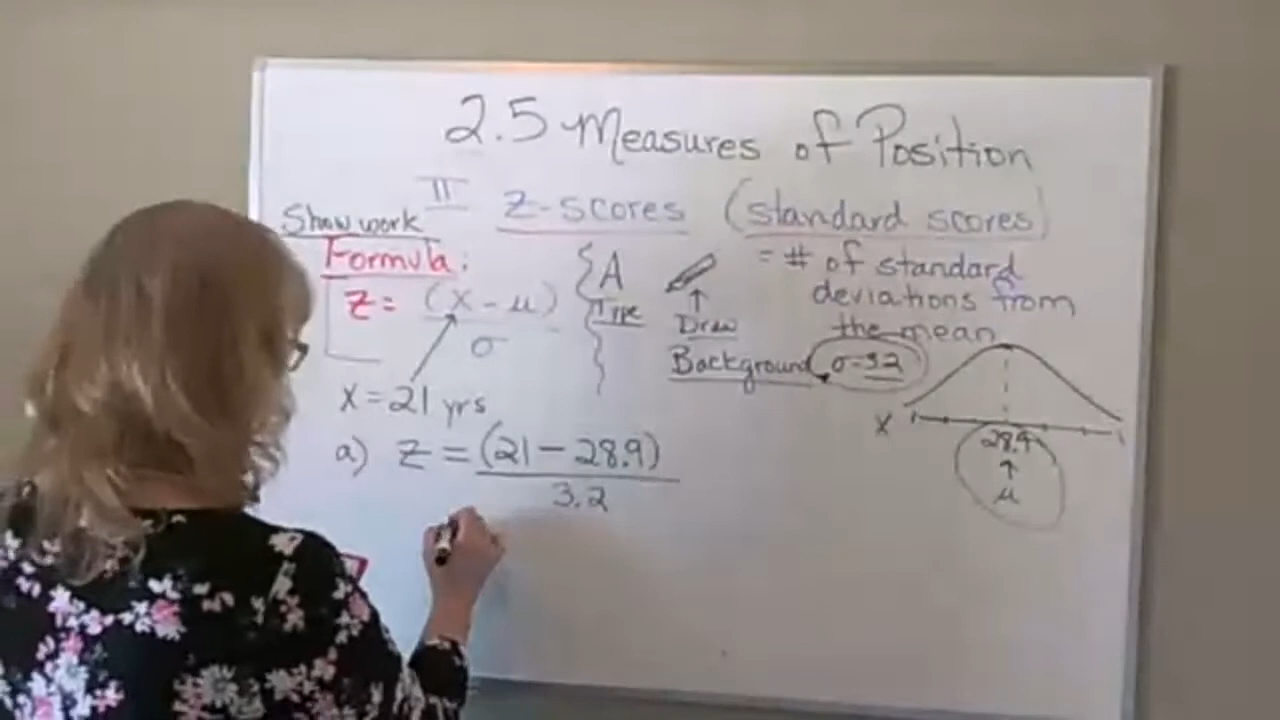 2.5 Measures of Position
II Z-scores (standard scores)
= # of standard
deviations from
the mean
Show work
Formula:
Z = (X - μ)
σ
X = 21 yrs
A
Type
Draw
Background
σ = 3.2
X
28.9
↑
μ
a) Z = (21 - 28.9)
3.2